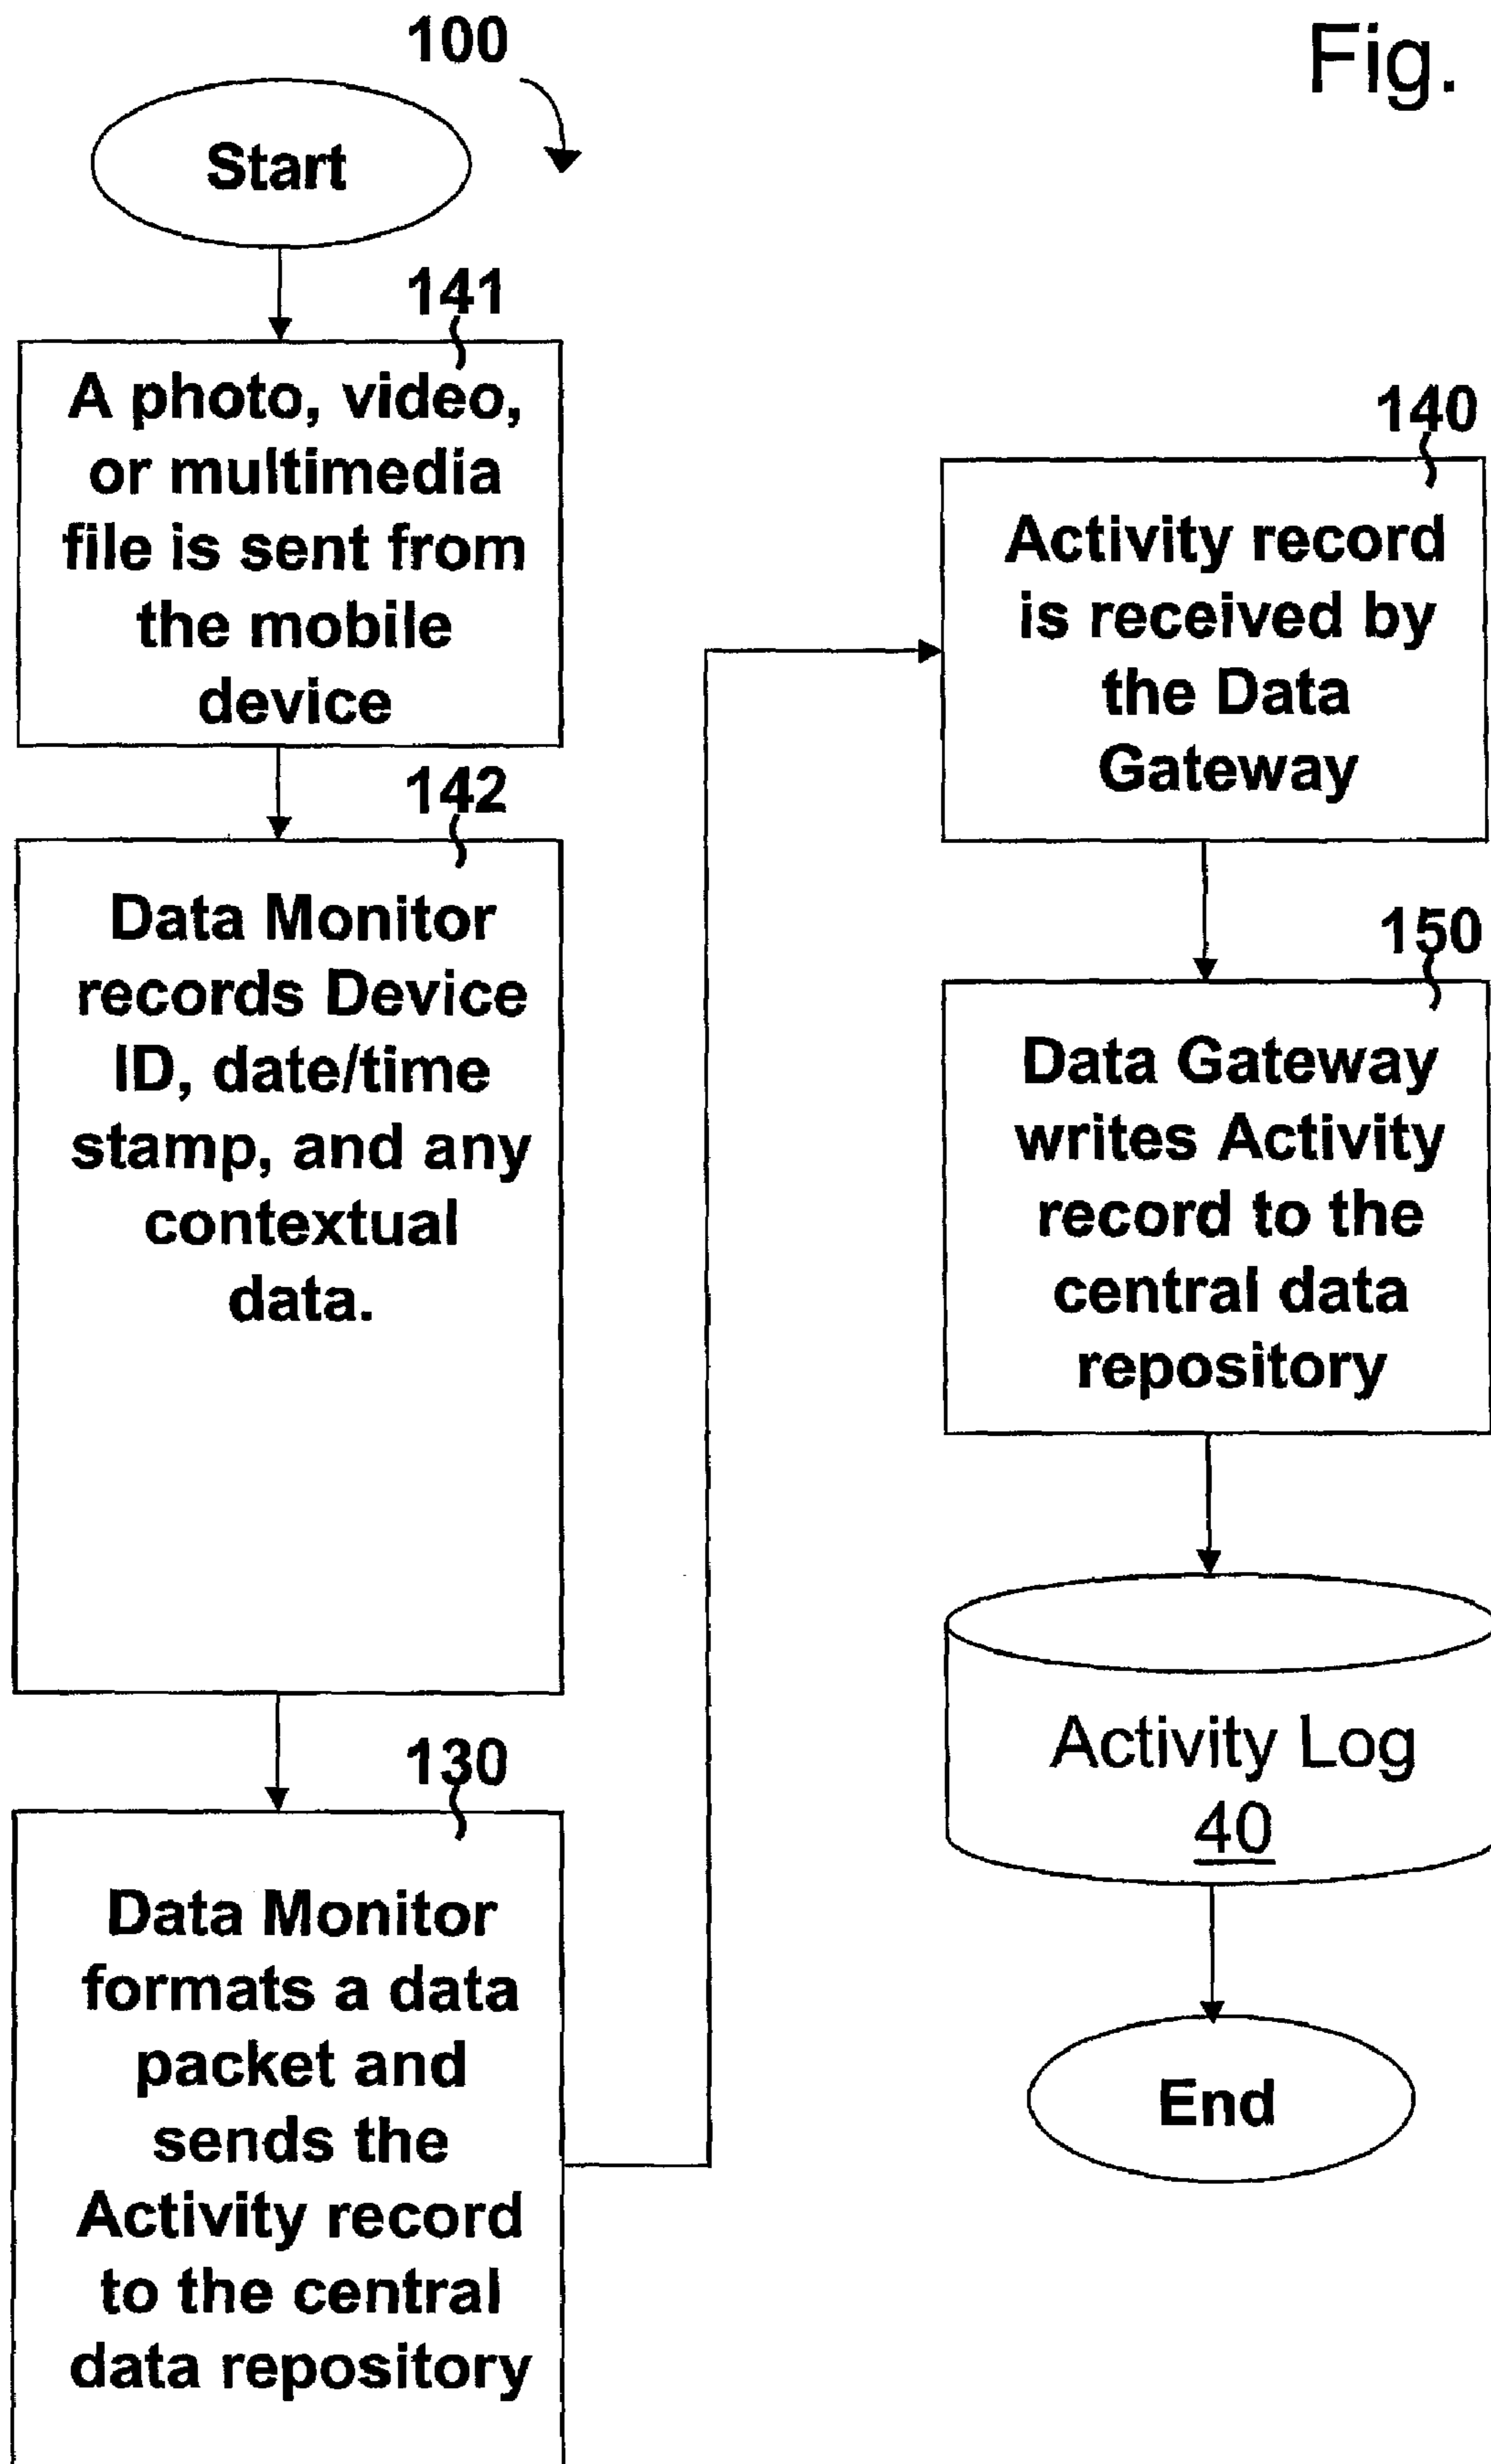 100
Fig.
Start
141
A photo, video,
or multimedia
file is sent from
the mobile
device
142
Data Monitor
records Device
ID, date/time
stamp, and any
contextual
data.
130
Data Monitor
formats a data
packet and
sends the
Activity record
to the central
data repository
140
Activity record
is received by
the Data
Gateway
150
Data Gateway
writes Activity
record to the
central data
repository
Activity Log
40
End